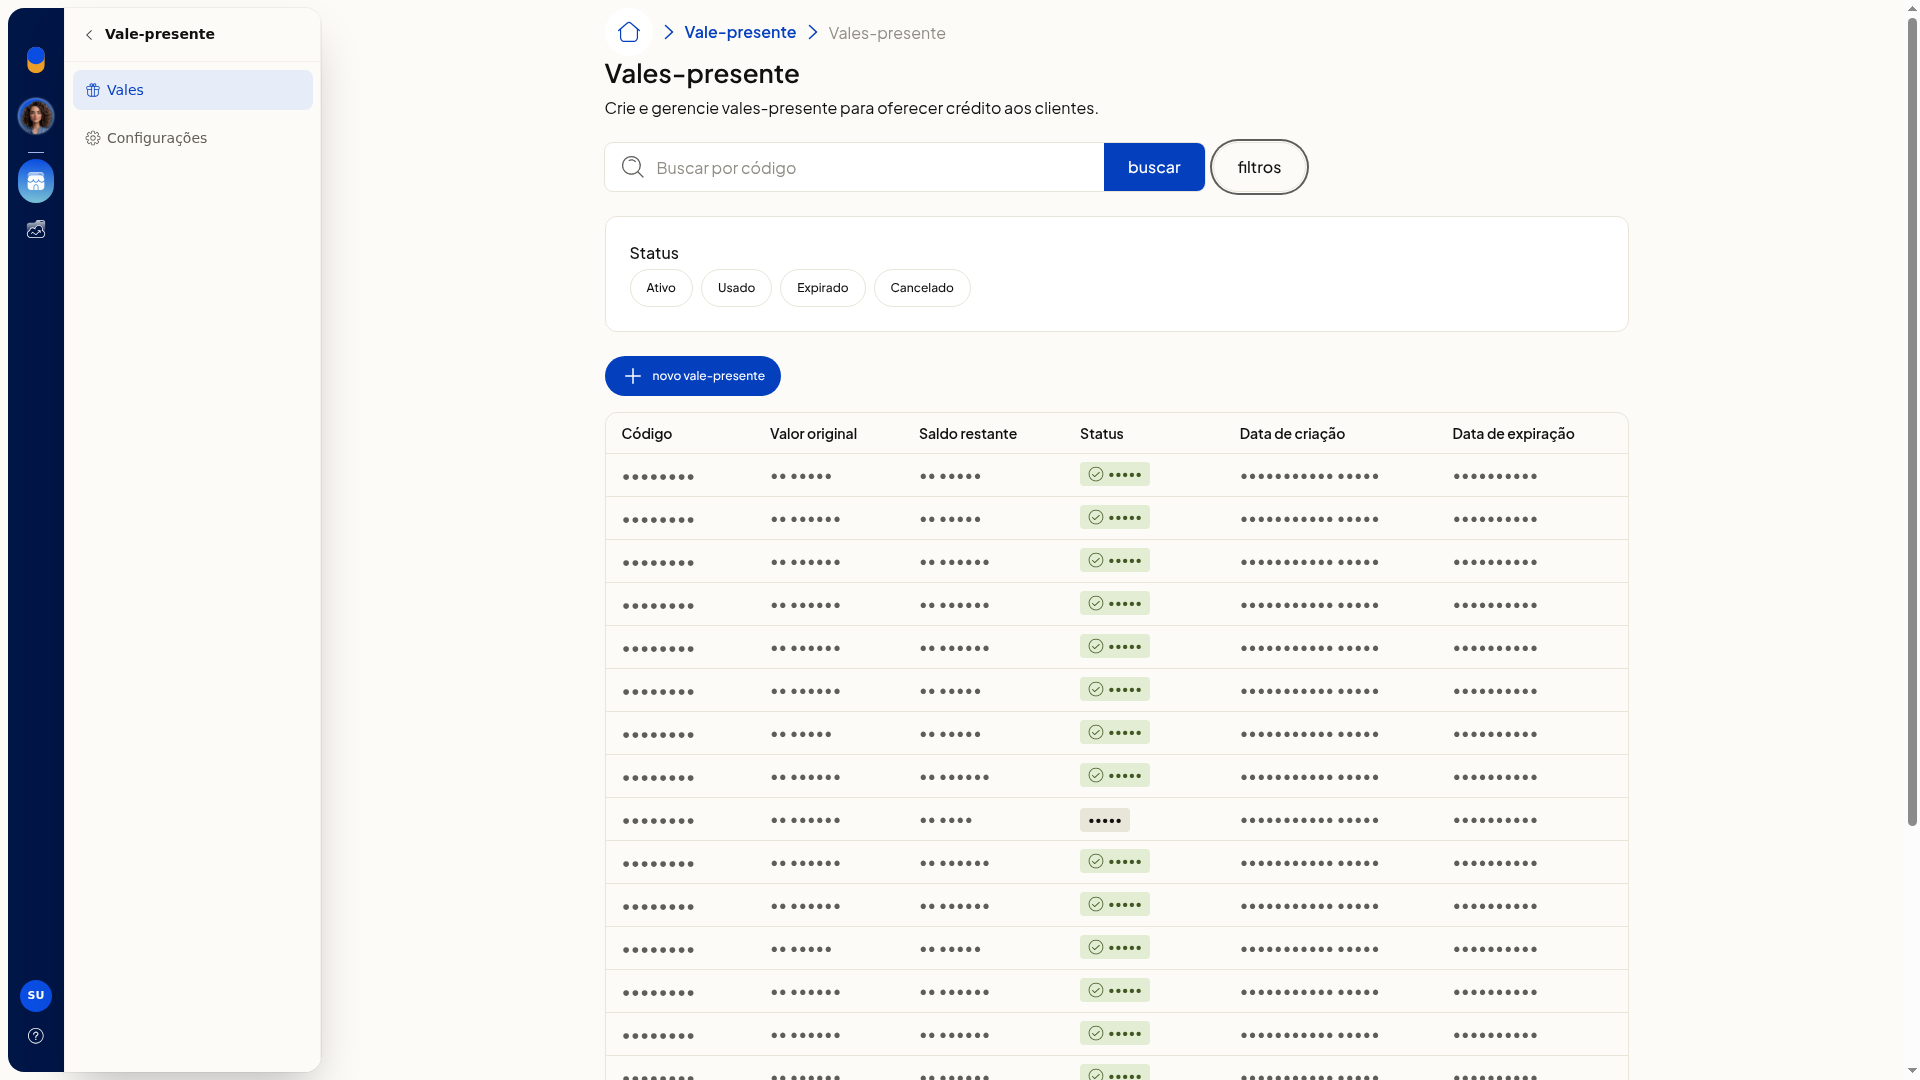 Vale-presente
Vales
Configurações
SU
Vale-presente
Vales-presente
Vales-presente
Crie e gerencie vales-presente para oferecer crédito aos clientes.
Buscar por código
buscar
filtros
Status
Ativo
Usado
Expirado
Cancelado
novo vale-presente
Código Valor original Saldo restante Status Data de criação Data de expiração
•••••••• •• ••••• •• ••••• ••••• •••••••••• ••••• ••••••••••
•••••••• •• •••••• •• ••••• ••••• •••••••••• ••••• ••••••••••
•••••••• •• •••••• •• •••••• ••••• •••••••••• ••••• ••••••••••
•••••••• •• •••••• •• •••••• ••••• •••••••••• ••••• ••••••••••
•••••••• •• •••••• •• •••••• ••••• •••••••••• ••••• ••••••••••
•••••••• •• •••••• •• ••••• ••••• •••••••••• ••••• ••••••••••
•••••••• •• ••••• •• ••••• ••••• •••••••••• ••••• ••••••••••
•••••••• •• •••••• •• •••••• ••••• •••••••••• ••••• ••••••••••
•••••••• •• •••••• •• •••• ••••• •••••••••• ••••• ••••••••••
•••••••• •• •••••• •• •••••• ••••• •••••••••• ••••• ••••••••••
•••••••• •• •••••• •• •••••• ••••• •••••••••• ••••• ••••••••••
•••••••• •• ••••• •• ••••• ••••• •••••••••• ••••• ••••••••••
•••••••• •• •••••• •• •••••• ••••• •••••••••• ••••• ••••••••••
•••••••• •• •••••• •• •••••• ••••• •••••••••• ••••• ••••••••••
•••••••• •• •••••• •• •••••• ••••• •••••••••• ••••• ••••••••••